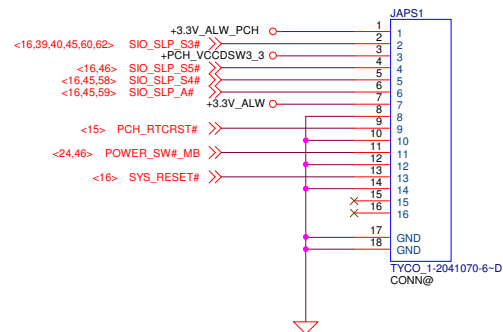 JAPS1
+3.3V_ALW_PCH 1 1
<16,39,40,45,60,62> SIO_SLP_S3# 2 2
+PCH_VCCDSW3_3 3 3
<16,46> SIO_SLP_S5# 4 4
<16,45,58> SIO_SLP_S4# 5 5
<16,45,59> SIO_SLP_A# 6 6
+3.3V_ALW 7 7
8 8
<15> PCH_RTCRST# 9 9
10 10
<24,46> POWER_SW#_MB 11 11
12 12
<16> SYS_RESET# 13 13
14 14
15 15
16 16
17 GND
18 GND
TYCO_1-2041070-6~D
CONN@